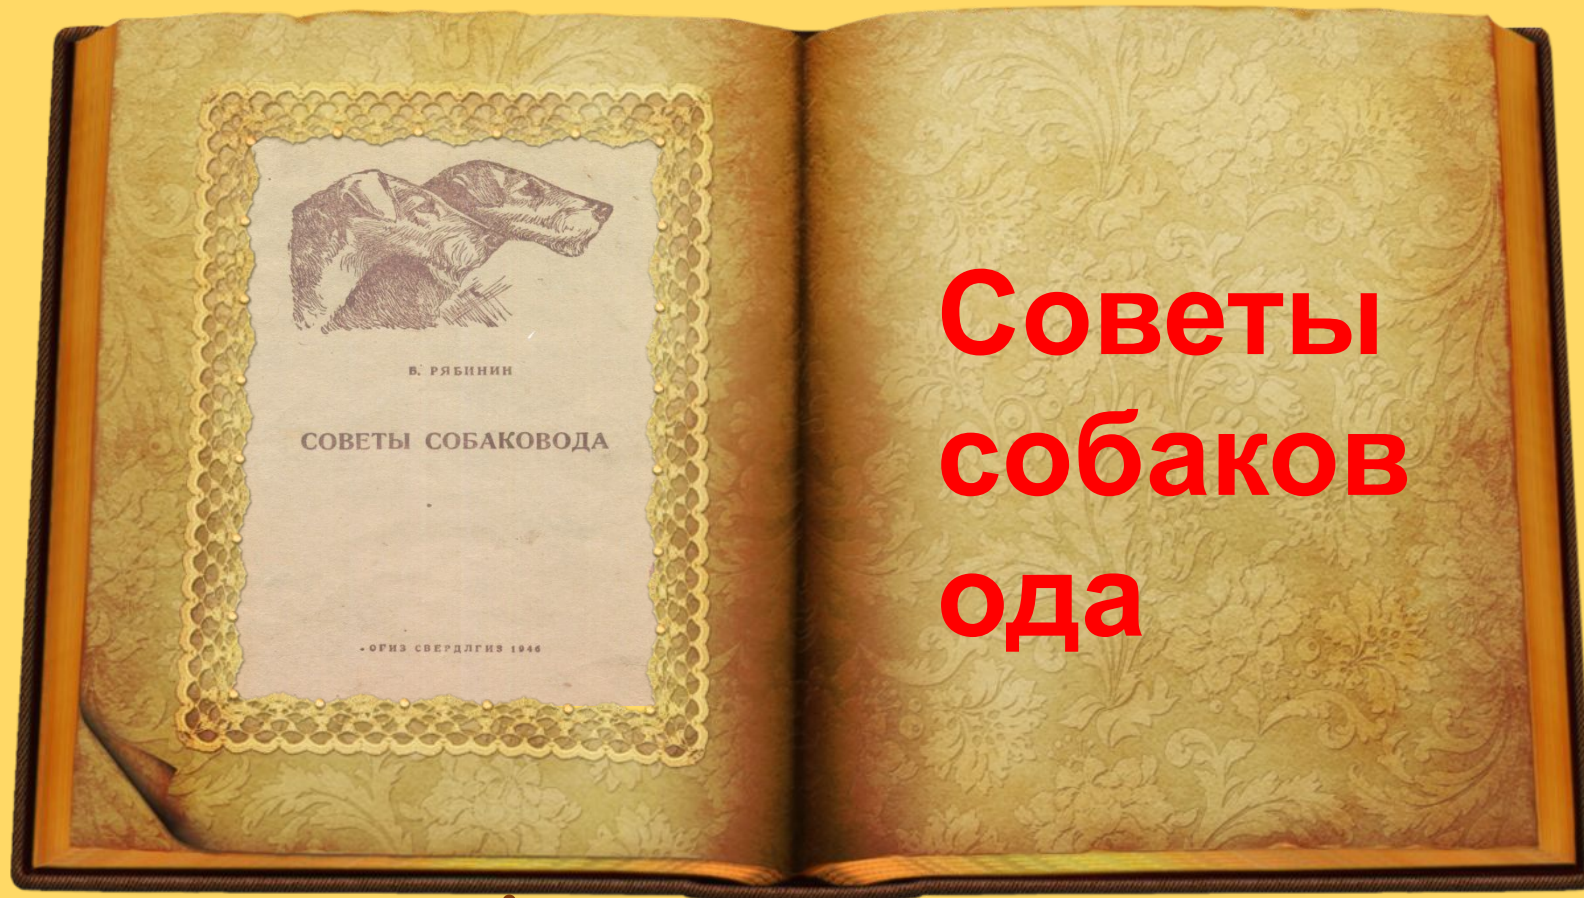 В. РЯБИНИН
СОВЕТЫ СОБАКОВОДА
ОГИЗ СВЕРДЛГИЗ 1946
Советы
собаков
ода